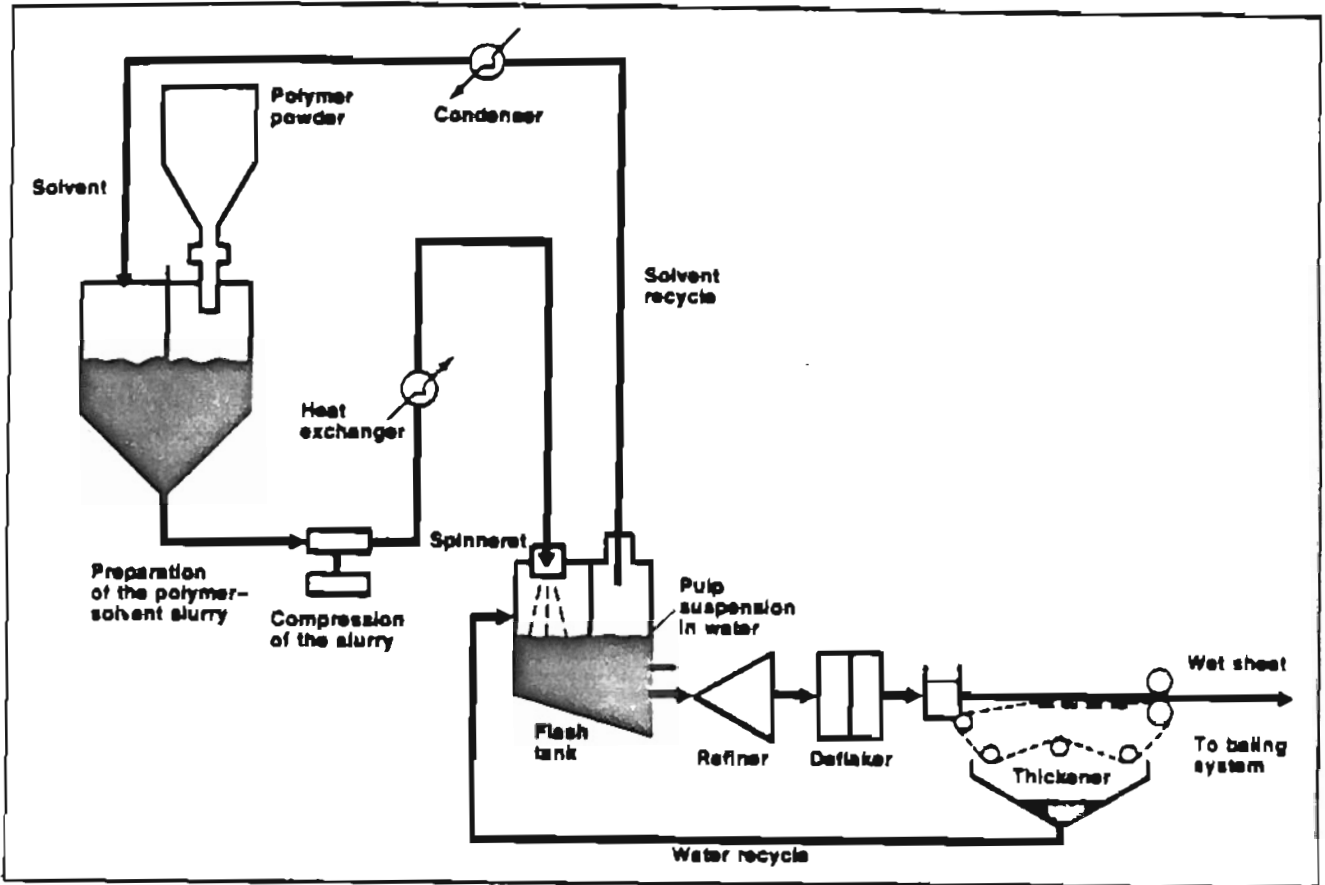 Polymer
powder
Condenser
Solvent
Solvent
recycle
Heat
exchanger
Spinneret
Preparation
of the polymer–
solvent slurry
Compression
of the slurry
Pulp
suspension
in water
Flash
tank
Refiner
Deflaker
Thickener
Wet sheet
To baling
system
Water recycle